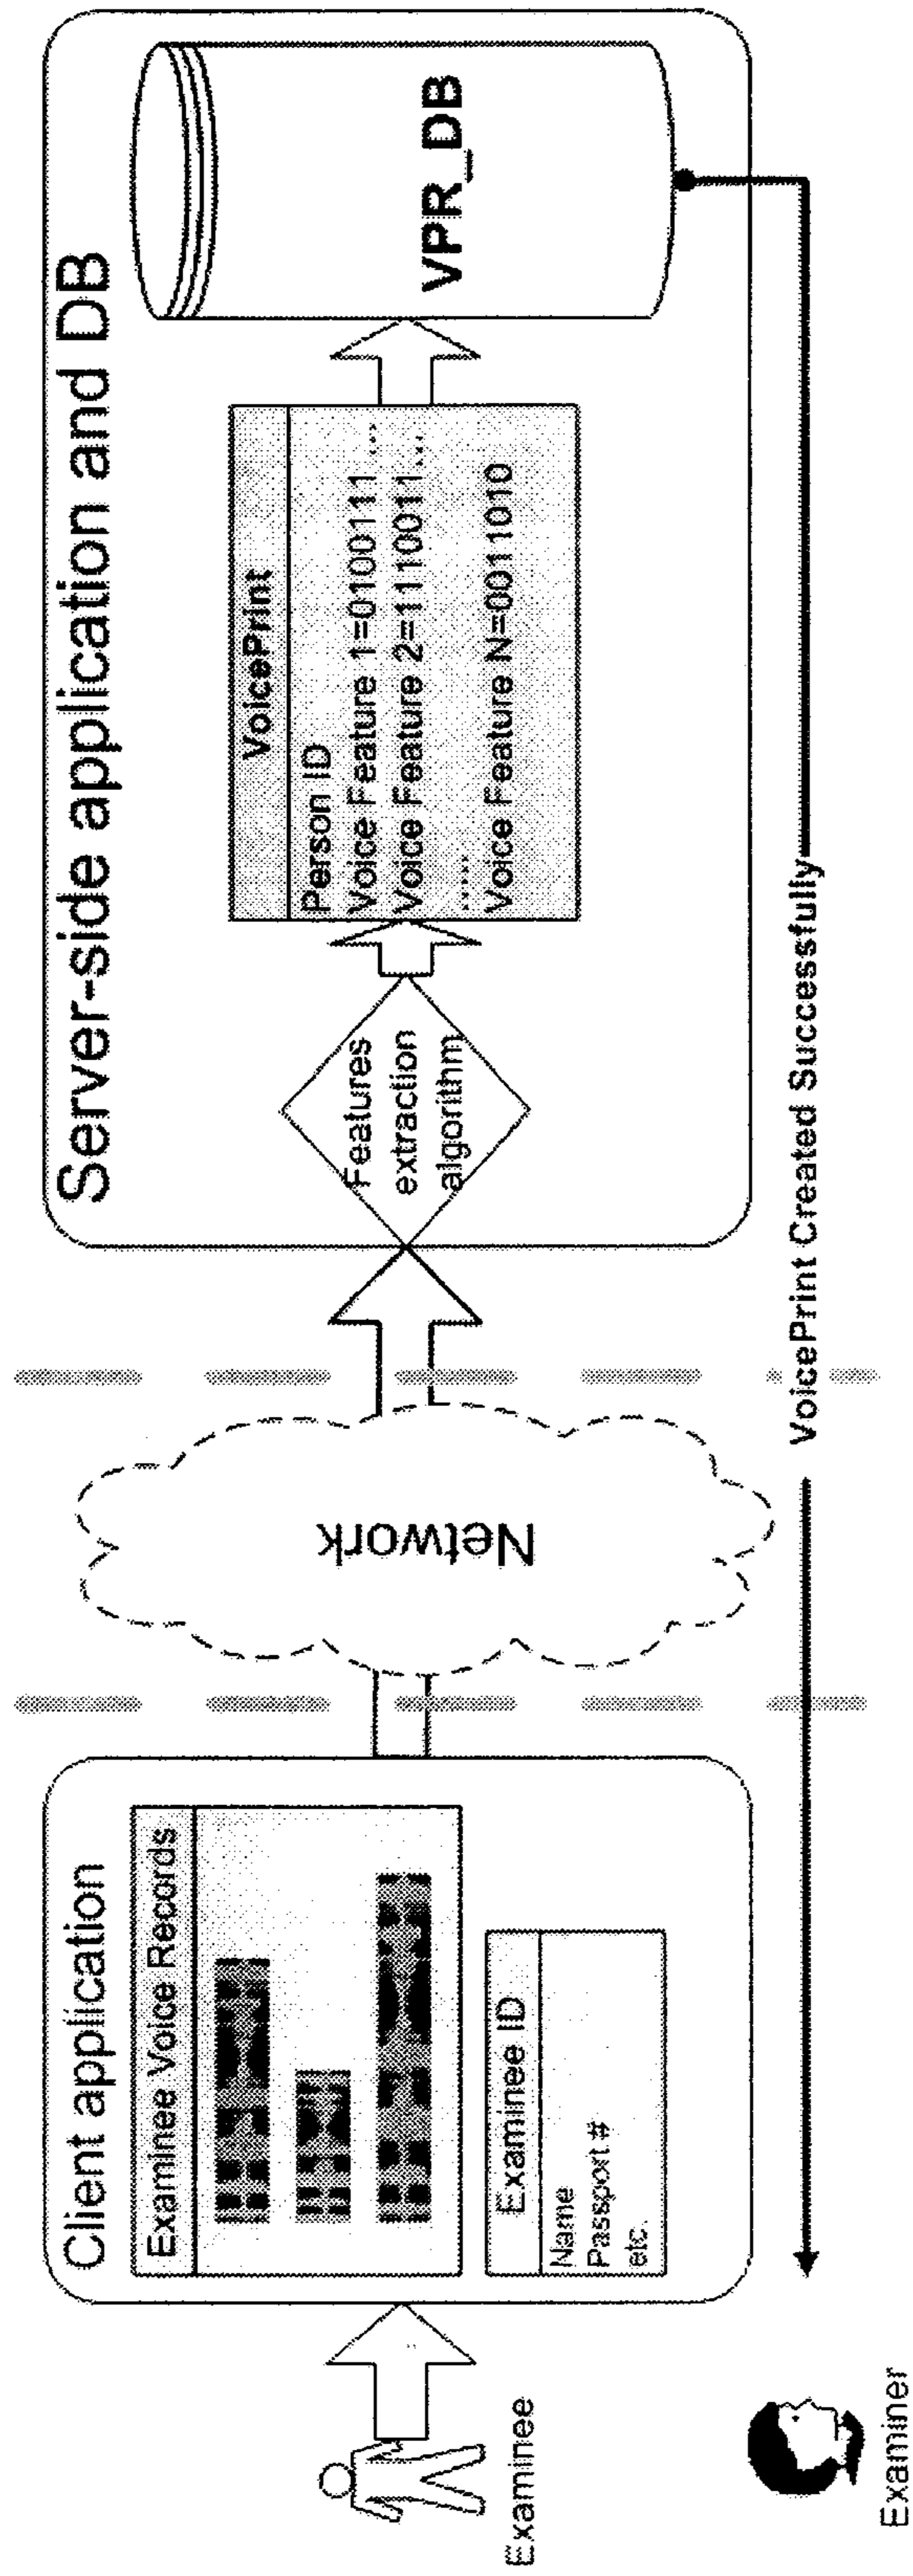 Client application
Examinee Voice Records
Examinee ID
Name
Passport #
etc.
Examinee
Examiner
Network
Server-side application and DB
Features
extraction
algorithm
VoicePrint
Person ID
Voice Feature 1=0100111 ...
Voice Feature 2=1110011...
.....
Voice Feature N=0011010
VPR_DB
VoicePrint Created Successfully